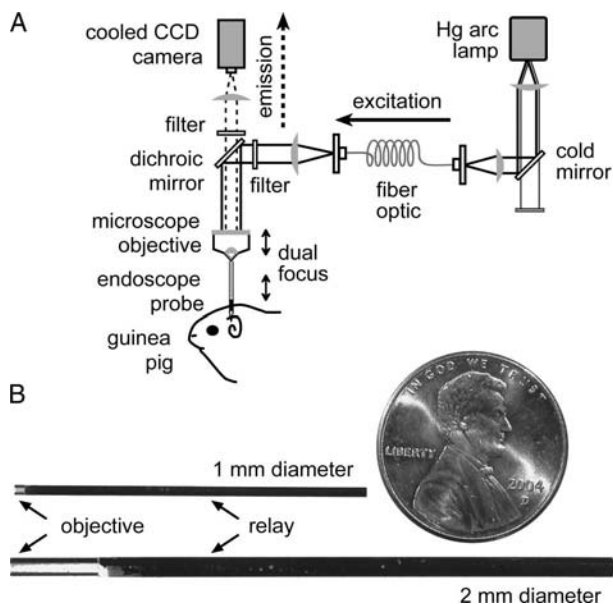 A
cooled CCD
camera
emission
Hg arc
lamp
excitation
filter
dichroic
mirror
filter
fiber
optic
cold
mirror
microscope
objective
dual
focus
endoscope
probe
guinea
pig
B
IN GOD WE TRUST
LIBERTY
2004
D
1 mm diameter
objective
relay
2 mm diameter